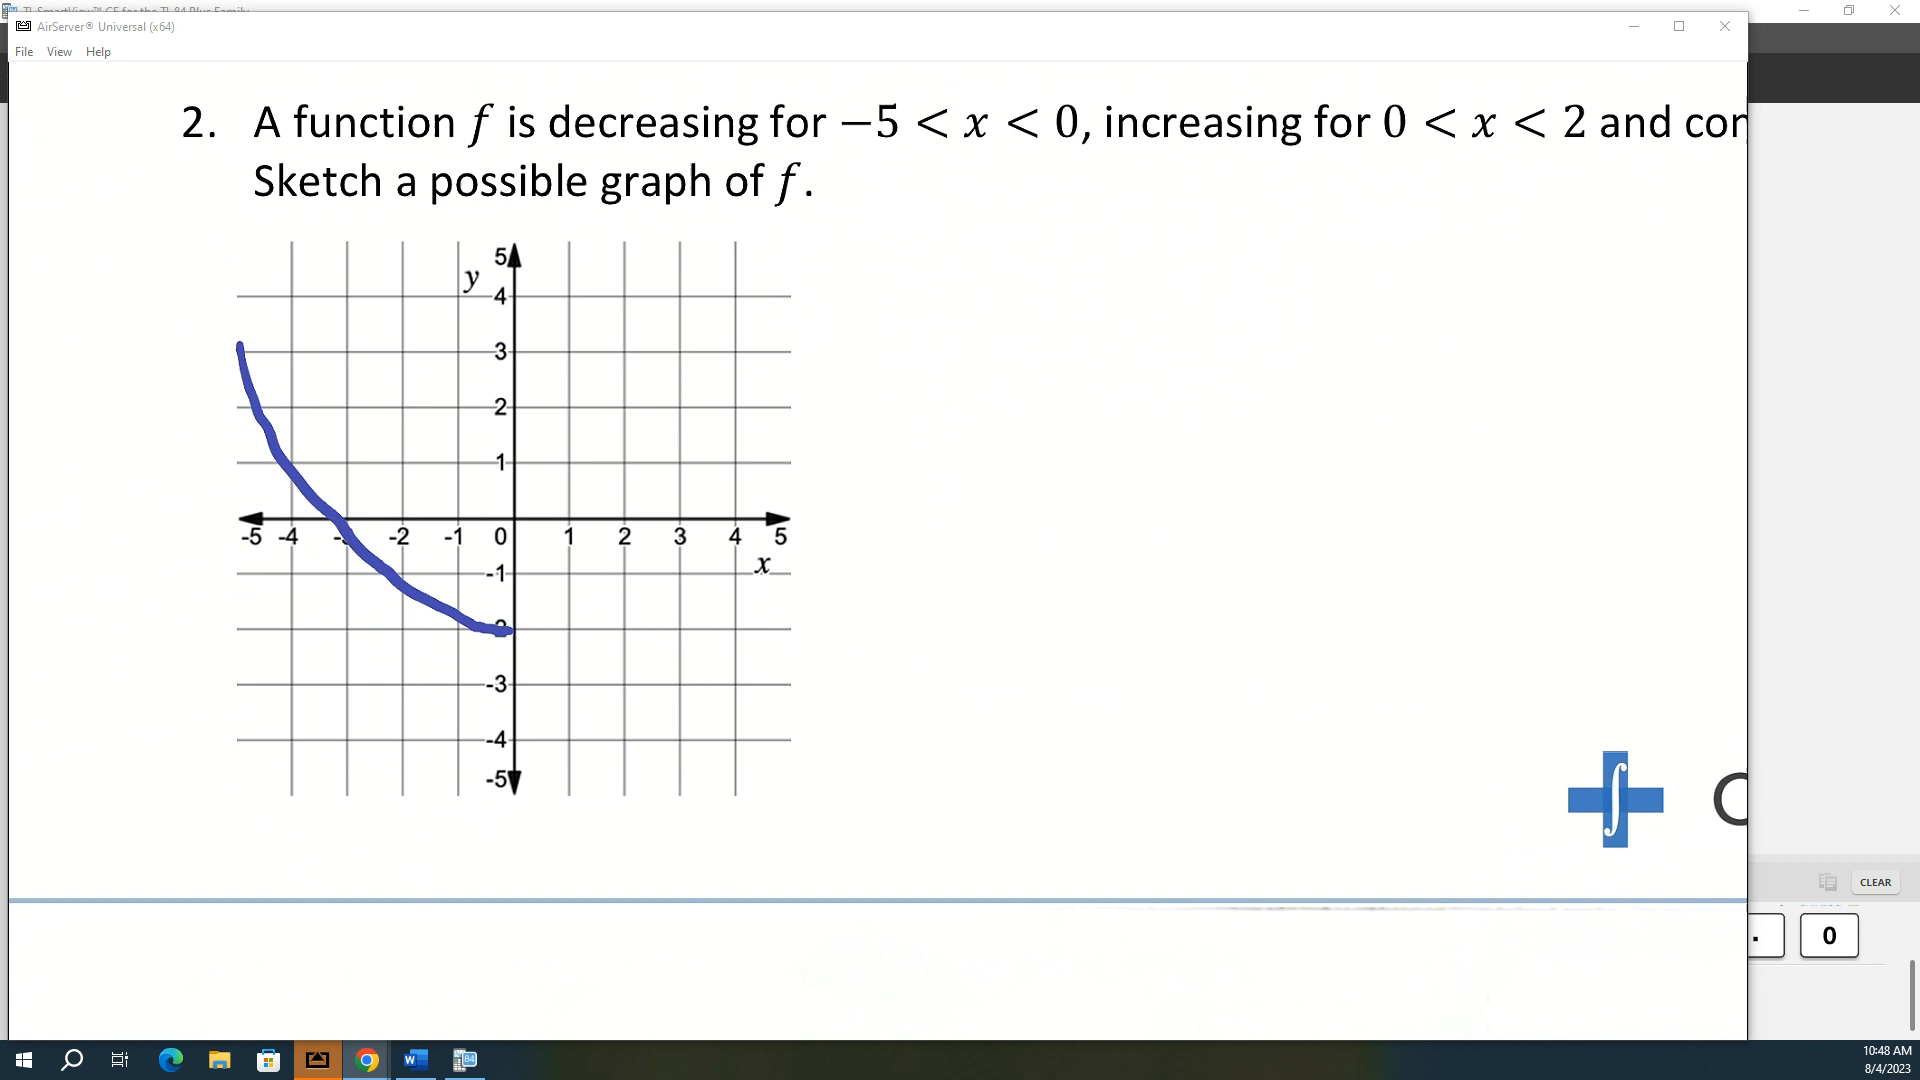 AirServer® Universal (x64)
File View Help
2. A function f is decreasing for −5 < x < 0, increasing for 0 < x < 2 and
Sketch a possible graph of f.
5
y
4
3
2
1
-5 -4 -2 -1 0 1 2 3 4 5
x
-1
-3
-4
-5
∫
CLEAR
. 0
W 84
10:48 AM
8/4/2023